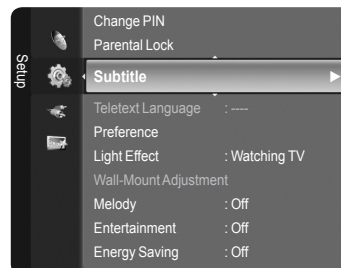 Setup
Change PIN
Parental Lock
Subtitle
Teletext Language : ----
Preference
Light Effect : Watching TV
Wall-Mount Adjustment
Melody : Off
Entertainment : Off
Energy Saving : Off